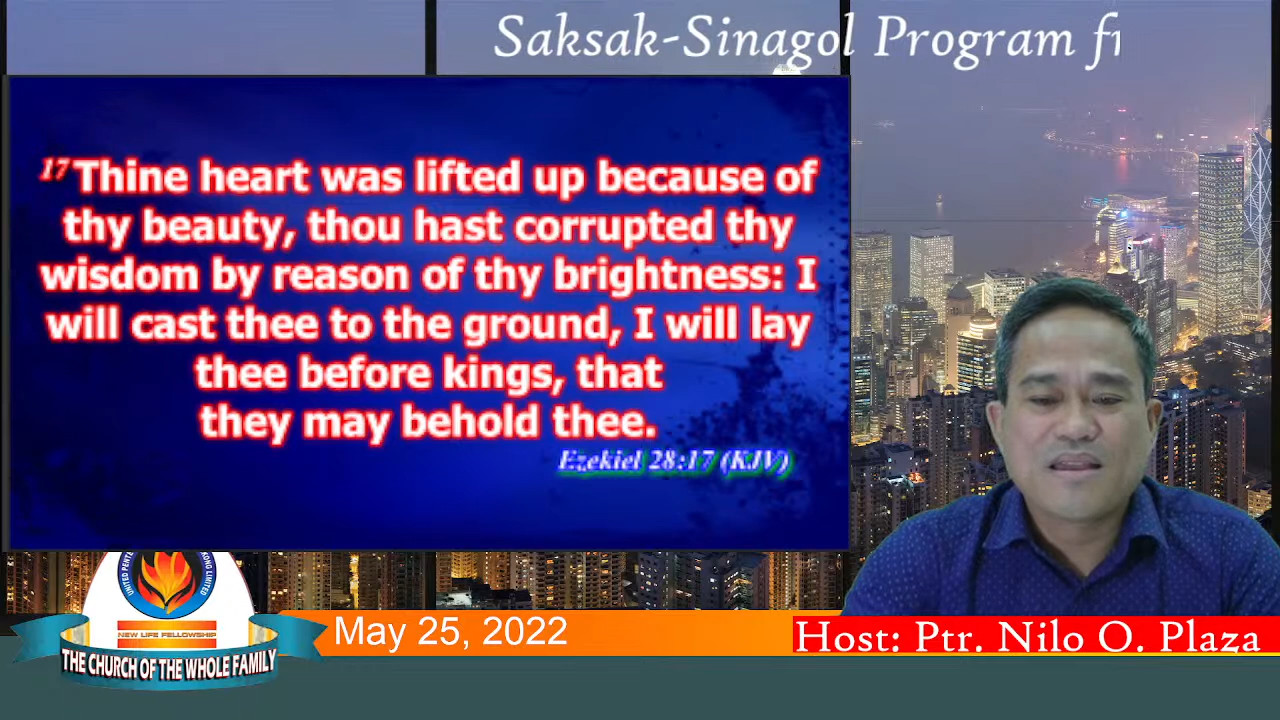 Saksak-Sinagol Program
17 Thine heart was lifted up because of
thy beauty, thou hast corrupted thy
wisdom by reason of thy brightness: I
will cast thee to the ground, I will lay
thee before kings, that
they may behold thee.
Ezekiel 28:17 (KJV)
UNITED
LIMITED
NEW LIFE FELLOWSHIP
THE CHURCH OF THE WHOLE FAMILY
May 25, 2022
Host: Ptr. Nilo O. Plaza